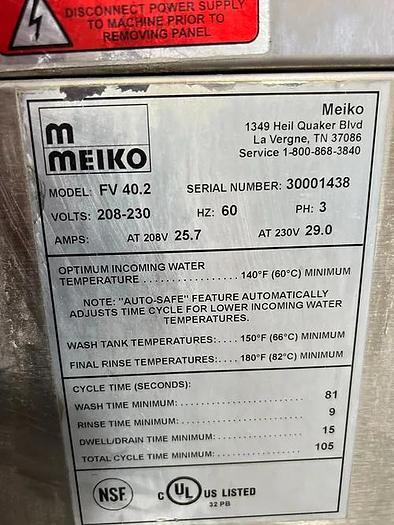 DISCONNECT POWER SUPPLY
TO MACHINE PRIOR TO
REMOVING PANEL
m
MEIKO
Meiko
1349 Heil Quaker Blvd
La Vergne, TN 37086
Service 1-800-868-3840
MODEL: FV 40.2 SERIAL NUMBER: 30001438
VOLTS: 208-230 HZ: 60 PH: 3
AMPS: AT 208V 25.7 AT 230V 29.0
OPTIMUM INCOMING WATER
TEMPERATURE .................. 140°F (60°C) MINIMUM
NOTE: "AUTO-SAFE" FEATURE AUTOMATICALLY
ADJUSTS TIME CYCLE FOR LOWER INCOMING WATER
TEMPERATURES.
WASH TANK TEMPERATURES:..... 150°F (66°C) MINIMUM
FINAL RINSE TEMPERATURES:.... 180°F (82°C) MINIMUM
CYCLE TIME (SECONDS):
WASH TIME MINIMUM:.................... 81
RINSE TIME MINIMUM: .................... 9
DWELL/DRAIN TIME MINIMUM: .................... 15
TOTAL CYCLE TIME MINIMUM: .................... 105
NSF
C UL US LISTED
32 PB